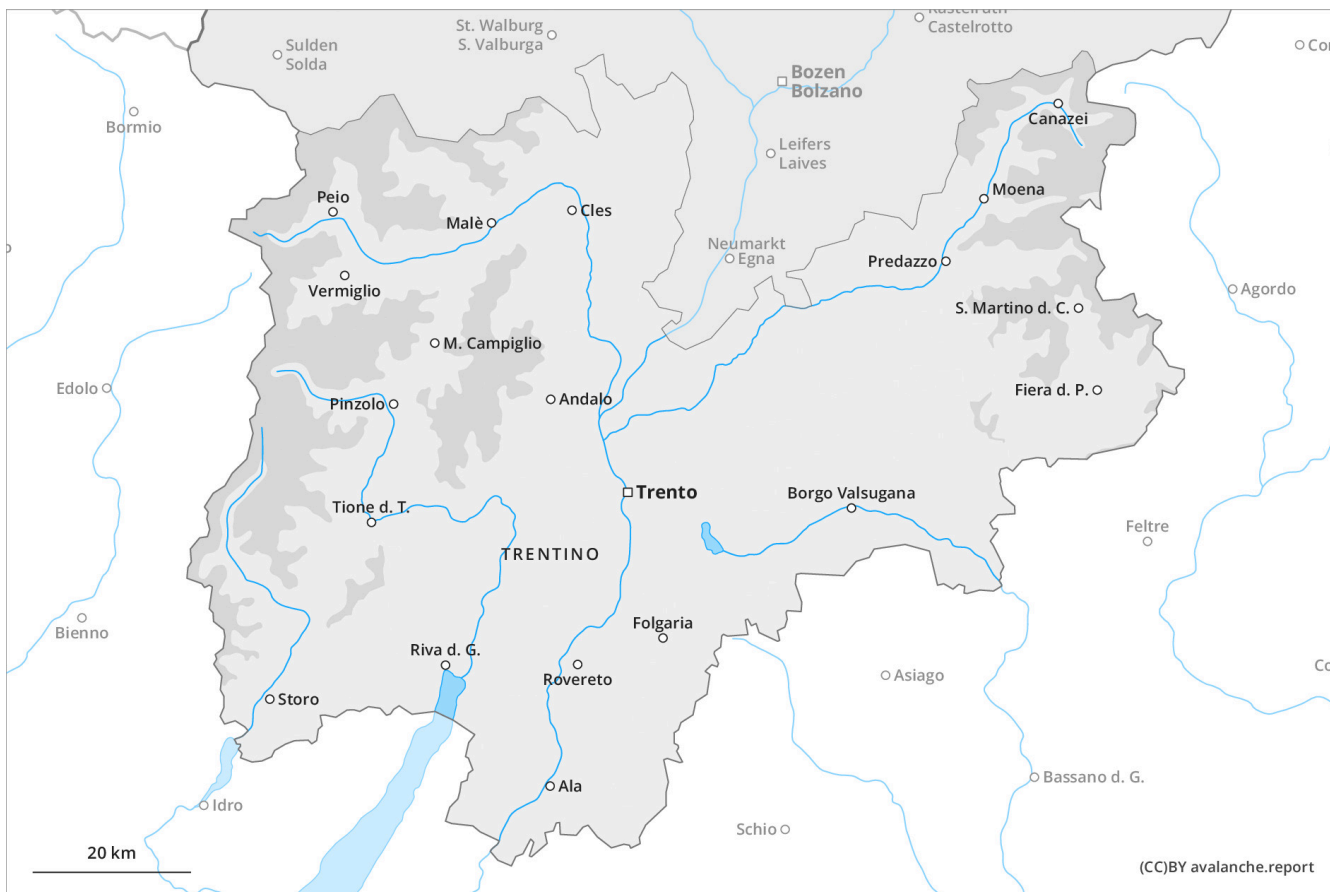 St. Walburg
S. Valburga
Castelrotto
Sulden
Solda
Bozen
Bolzano
Bormio
Canazei
Leifers
Laives
Moena
Peio
Malè
Cles
Neumarkt
Egna
Predazzo
Vermiglio
Agordo
S. Martino d. C.
M. Campiglio
Edolo
Pinzolo
Andalo
Fiera d. P.
Trento
Borgo Valsugana
Tione d. T.
Feltre
TRENTINO
Bienno
Folgaria
Riva d. G.
Rovereto
Asiago
Storo
Ala
Bassano d. G.
Idro
Schio
20 km
(CC)BY avalanche.report